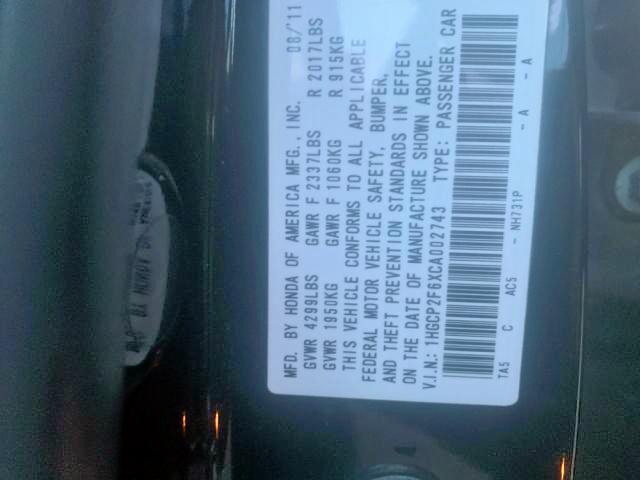 MFD. BY HONDA OF AMERICA MFG., INC. 08/'11
GVWR 4299LBS GAWR F 2337LBS R 2017LBS
GVWR 1950KG GAWR F 1060KG R 915KG
THIS VEHICLE CONFORMS TO ALL APPLICABLE
FEDERAL MOTOR VEHICLE SAFETY, BUMPER,
AND THEFT PREVENTION STANDARDS IN EFFECT
ON THE DATE OF MANUFACTURE SHOWN ABOVE.
V.I.N.: 1HGCP2F6XCA002743 TYPE: PASSENGER CAR
TA5 C AC5 - NH731P - A - A